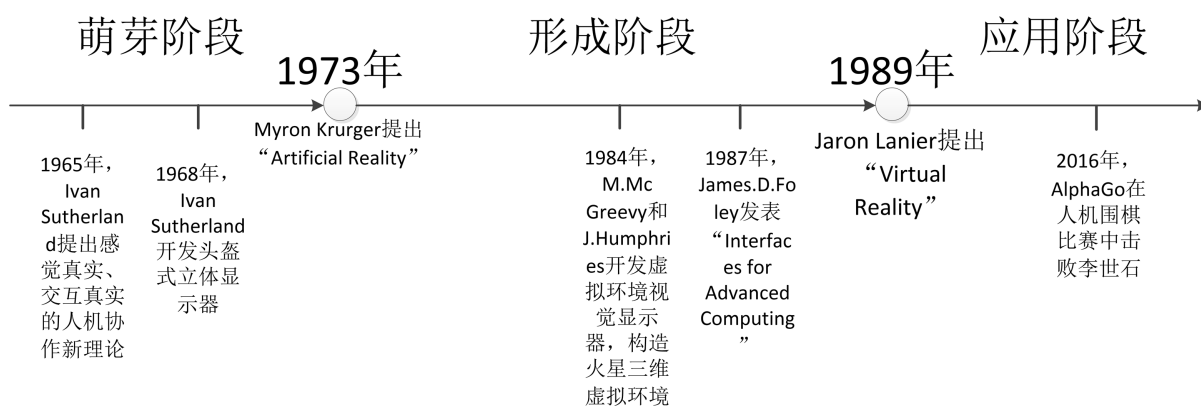 萌芽阶段
形成阶段
应用阶段
1973年
1989年
Myron Krurger提出
“Artificial Reality”
Jaron Lanier提出
“Virtual
Reality”
1965年，
Ivan
Sutherlan
d提出感
觉真实、
交互真实
的人机协
作新理论
1968年，
Ivan
Sutherland
开发头盔
式立体显
示器
1984年，
M.Mc
Greevy和
J.Humphri
es开发虚
拟环境视
觉显示
器，构造
火星三维
虚拟环境
1987年，
James.D.Fo
ley发表
“Interfac
es for
Advanced
Computing
”
2016年，
AlphaGo在
人机围棋
比赛中击
败李世石